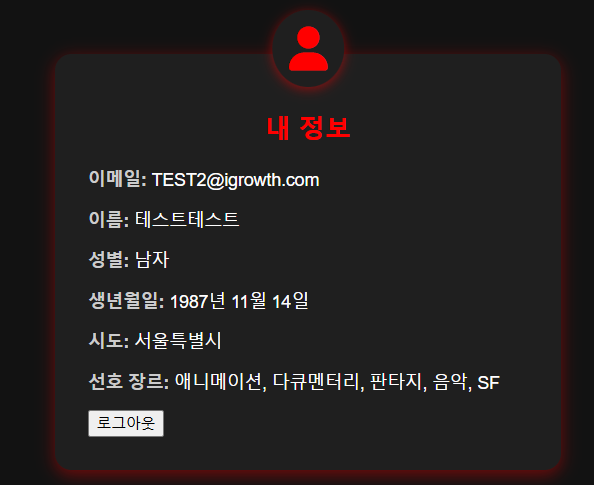 내 정보
이메일: TEST2@igrowth.com
이름: 테스트테스트
성별: 남자
생년월일: 1987년 11월 14일
시도: 서울특별시
선호 장르: 애니메이션, 다큐멘터리, 판타지, 음악, SF
로그아웃